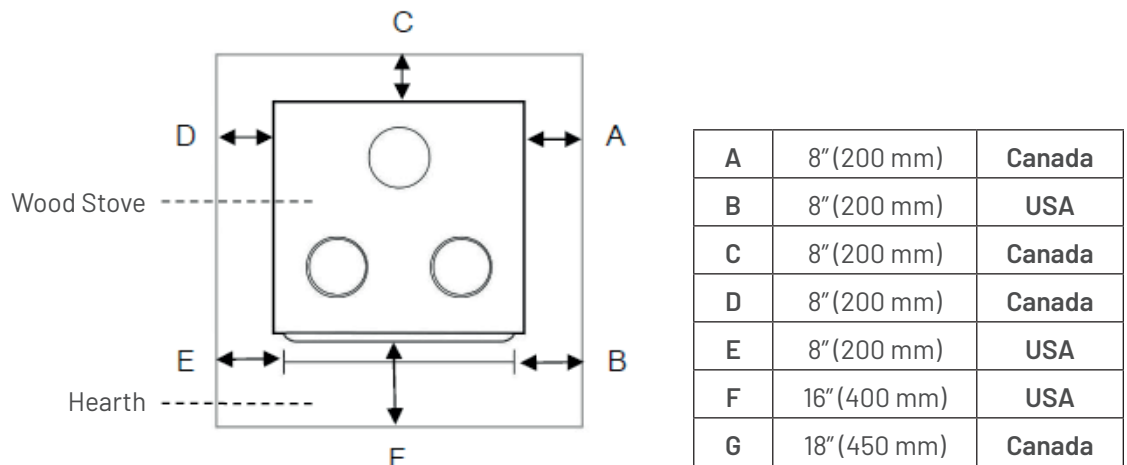 C
D
A
Wood Stove
E
B
Hearth
F
A 8" (200 mm) Canada
B 8" (200 mm) USA
C 8" (200 mm) Canada
D 8" (200 mm) Canada
E 8" (200 mm) USA
F 16" (400 mm) USA
G 18" (450 mm) Canada